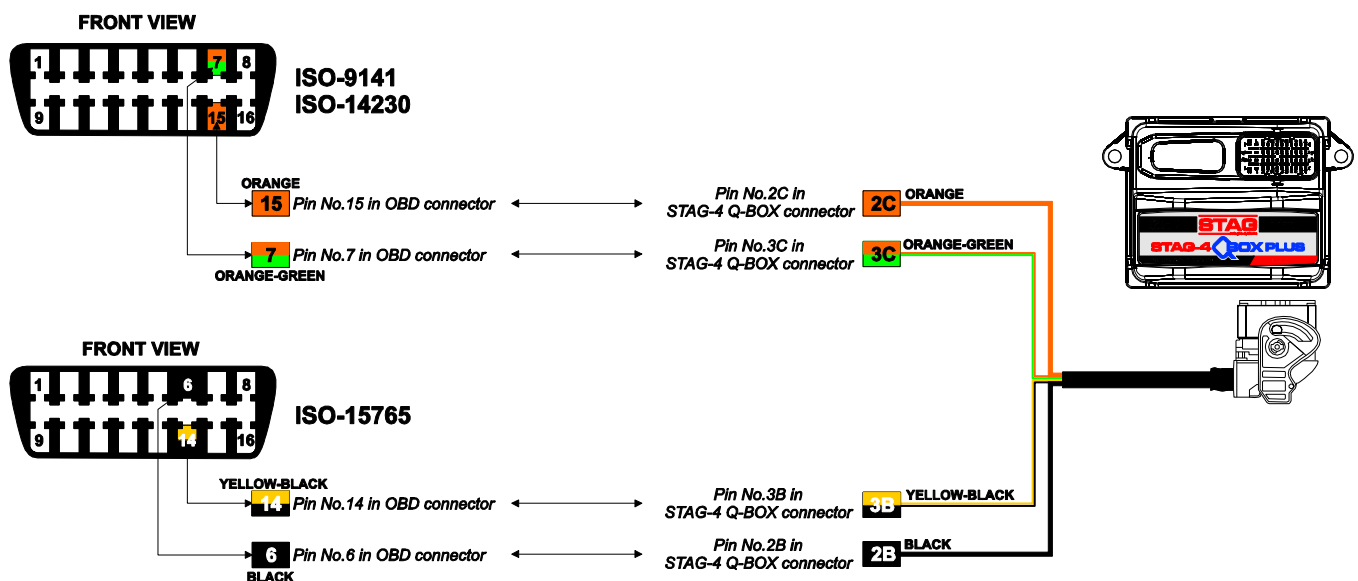 FRONT VIEW
1 7 8
9 15 16
ISO-9141
ISO-14230
ORANGE
15 Pin No.15 in OBD connector
7 Pin No.7 in OBD connector
ORANGE-GREEN
Pin No.2C in
STAG-4 Q-BOX connector
2C ORANGE
Pin No.3C in
STAG-4 Q-BOX connector
3C ORANGE-GREEN
STAG
STAG-4 QBOX PLUS
FRONT VIEW
1 6 8
9 14 16
ISO-15765
YELLOW-BLACK
14 Pin No.14 in OBD connector
6 Pin No.6 in OBD connector
BLACK
Pin No.3B in
STAG-4 Q-BOX connector
3B YELLOW-BLACK
Pin No.2B in
STAG-4 Q-BOX connector
2B BLACK